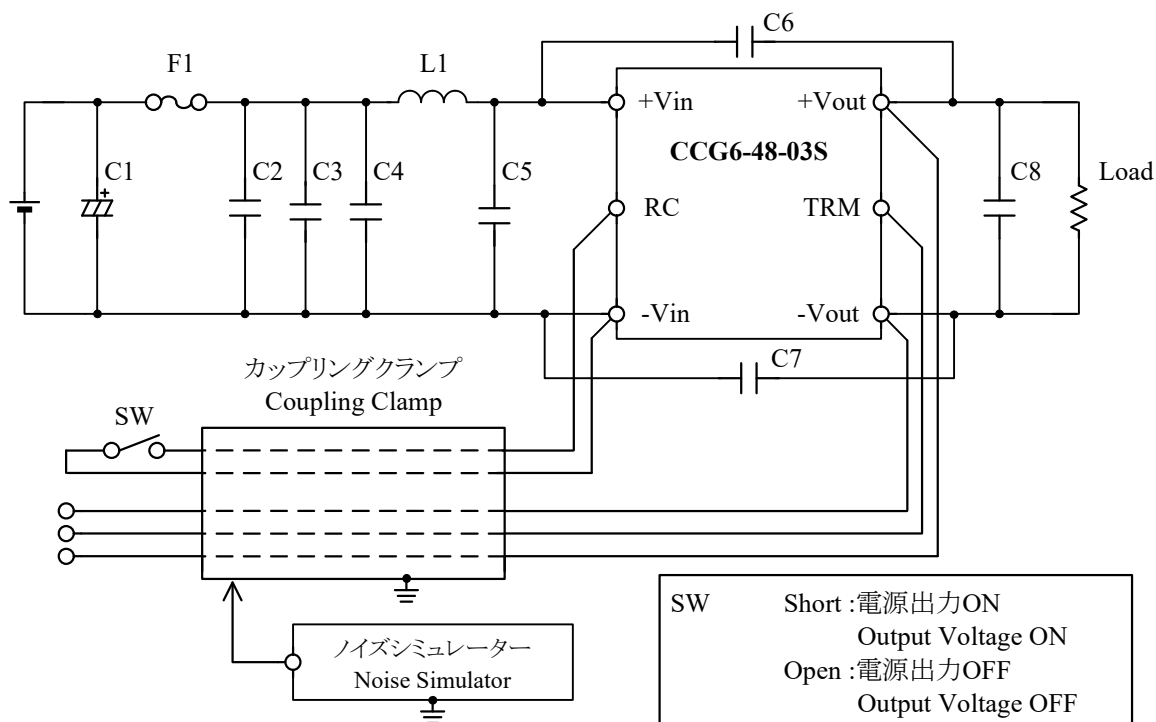 C6
F1
L1
+Vin
+Vout
CCG6-48-03S
C1
+
C2
C3
C4
C5
C8
Load
RC
TRM
-Vin
-Vout
C7
カップリングクランプ
Coupling Clamp
SW
SW Short :電源出力ON
Output Voltage ON
Open :電源出力OFF
Output Voltage OFF
ノイズシミュレーター
Noise Simulator